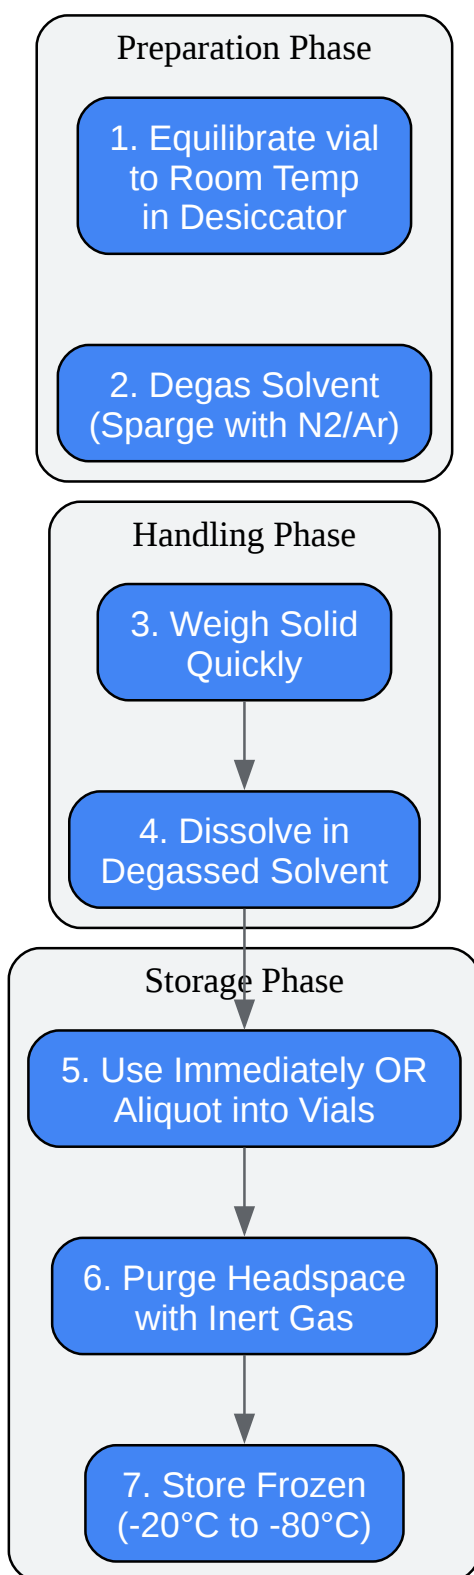 Preparation Phase
1. Equilibrate vial
to Room Temp
in Desiccator
2. Degas Solvent
(Sparge with N2/Ar)
Handling Phase
3. Weigh Solid
Quickly
4. Dissolve in
Degassed Solvent
Storage Phase
5. Use Immediately OR
Aliquot into Vials
6. Purge Headspace
with Inert Gas
7. Store Frozen
(-20°C to -80°C)